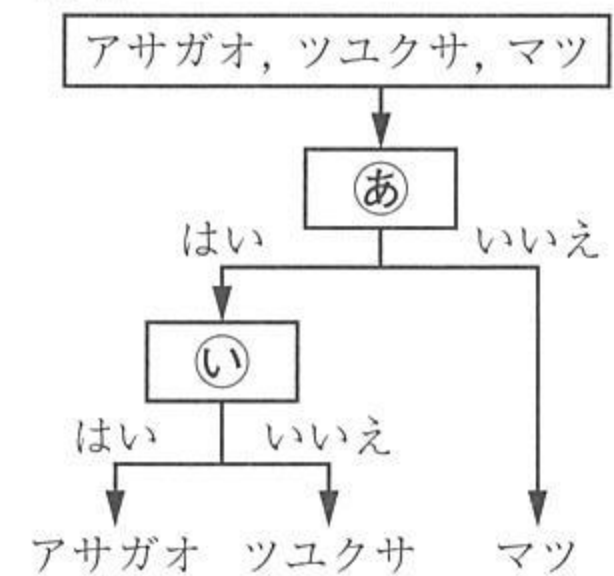 アサガオ, ツユクサ, マツ
あ
はい いいえ
い
はい いいえ
アサガオ ツユクサ マツ